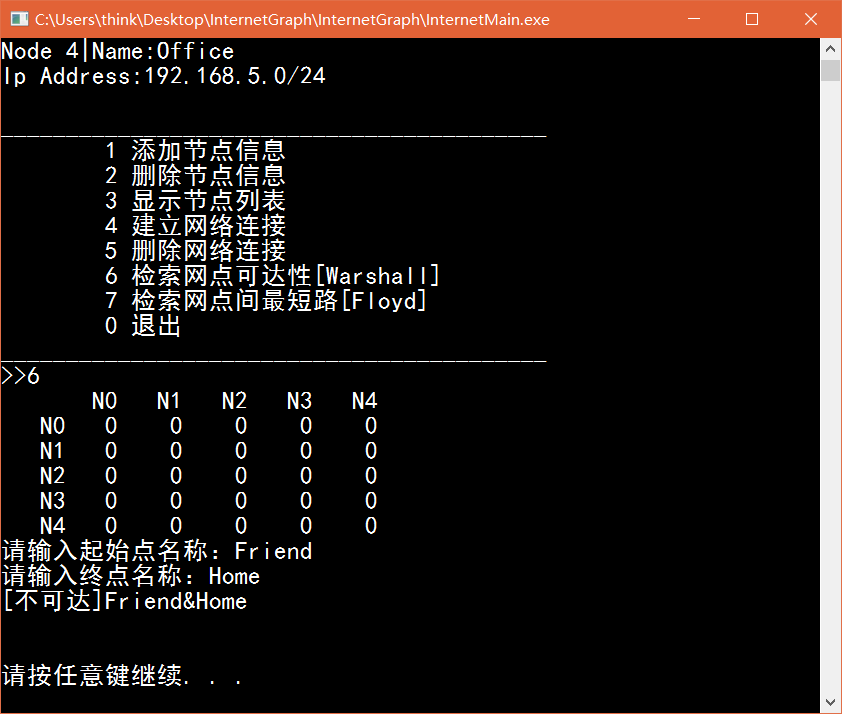 C:\Users\think\Desktop\InternetGraph\InternetGraph\InternetMain.exe
Node 4|Name:Office
Ip Address:192.168.5.0/24
__________________________________________
1 添加节点信息
2 删除节点信息
3 显示节点列表
4 建立网络连接
5 删除网络连接
6 检索网点可达性[Warshall]
7 检索网点间最短路[Floyd]
0 退出
__________________________________________
>>6
N0 N1 N2 N3 N4
N0 0 0 0 0 0
N1 0 0 0 0 0
N2 0 0 0 0 0
N3 0 0 0 0 0
N4 0 0 0 0 0
请输入起始点名称：Friend
请输入终点名称：Home
[不可达]Friend&Home
请按任意键继续. . .